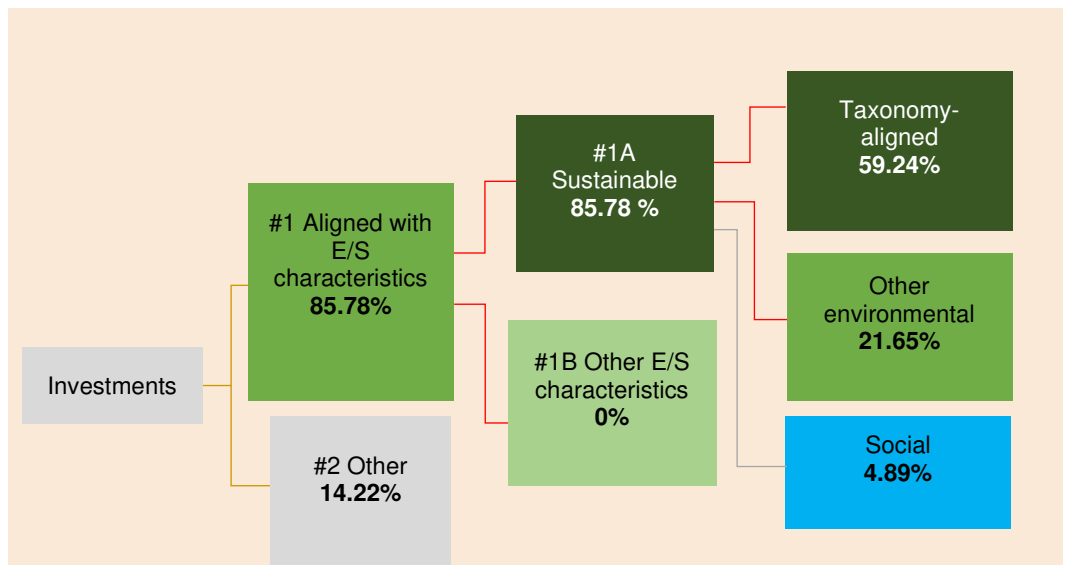 Investments
#1 Aligned with
E/S
characteristics
85.78%
#2 Other
14.22%
#1A
Sustainable
85.78 %
#1B Other E/S
characteristics
0%
Taxonomy-
aligned
59.24%
Other
environmental
21.65%
Social
4.89%